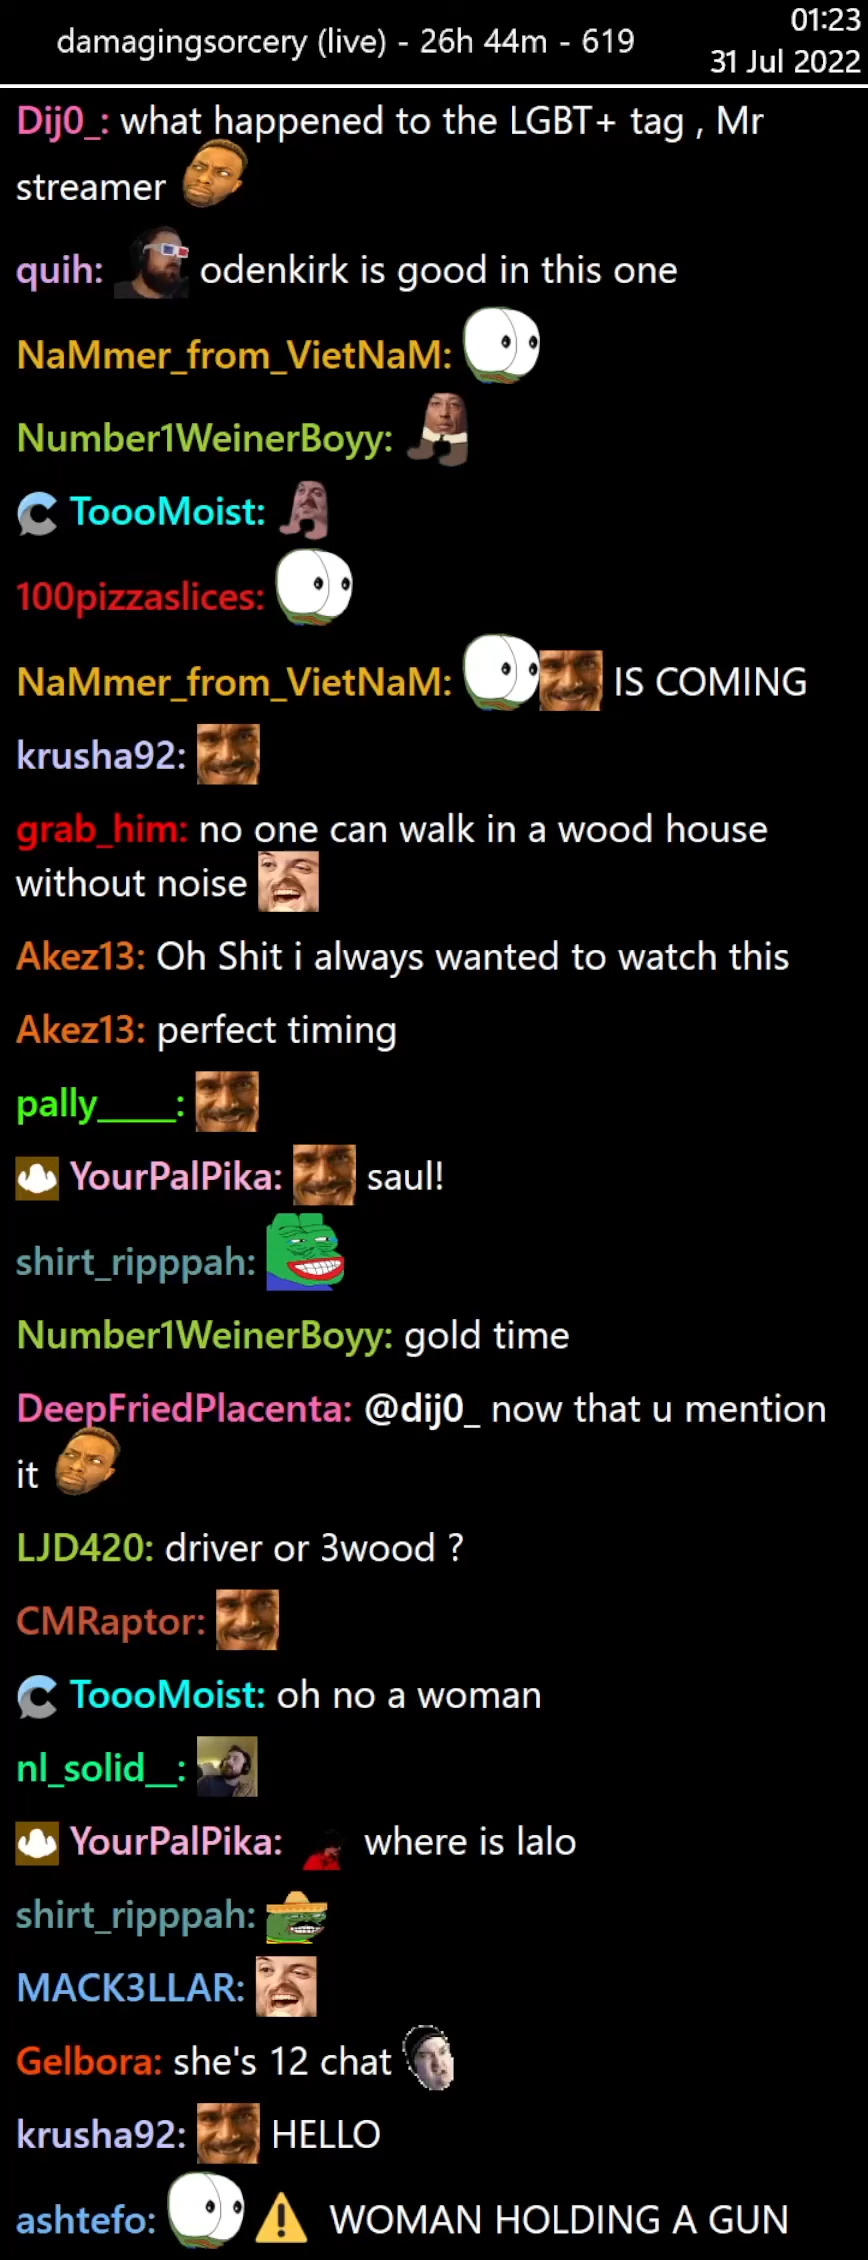 damagingsorcery (live) - 26h 44m - 619
01:23
31 Jul 2022
Dij0_: what happened to the LGBT+ tag , Mr
streamer
quih: odenkirk is good in this one
NaMmer_from_VietNaM:
Number1WeinerBoyy:
ToooMoist:
100pizzaslices:
NaMmer_from_VietNaM: IS COMING
krusha92:
grab_him: no one can walk in a wood house
without noise
Akez13: Oh Shit i always wanted to watch this
Akez13: perfect timing
pally_____:
YourPalPika: saul!
shirt_ripppah:
Number1WeinerBoyy: gold time
DeepFriedPlacenta: @dij0_ now that u mention
it
LJD420: driver or 3wood ?
CMRaptor:
ToooMoist: oh no a woman
nl_solid__:
YourPalPika: where is lalo
shirt_ripppah:
MACK3LLAR:
Gelbora: she's 12 chat
krusha92: HELLO
ashtefo: ⚠ WOMAN HOLDING A GUN